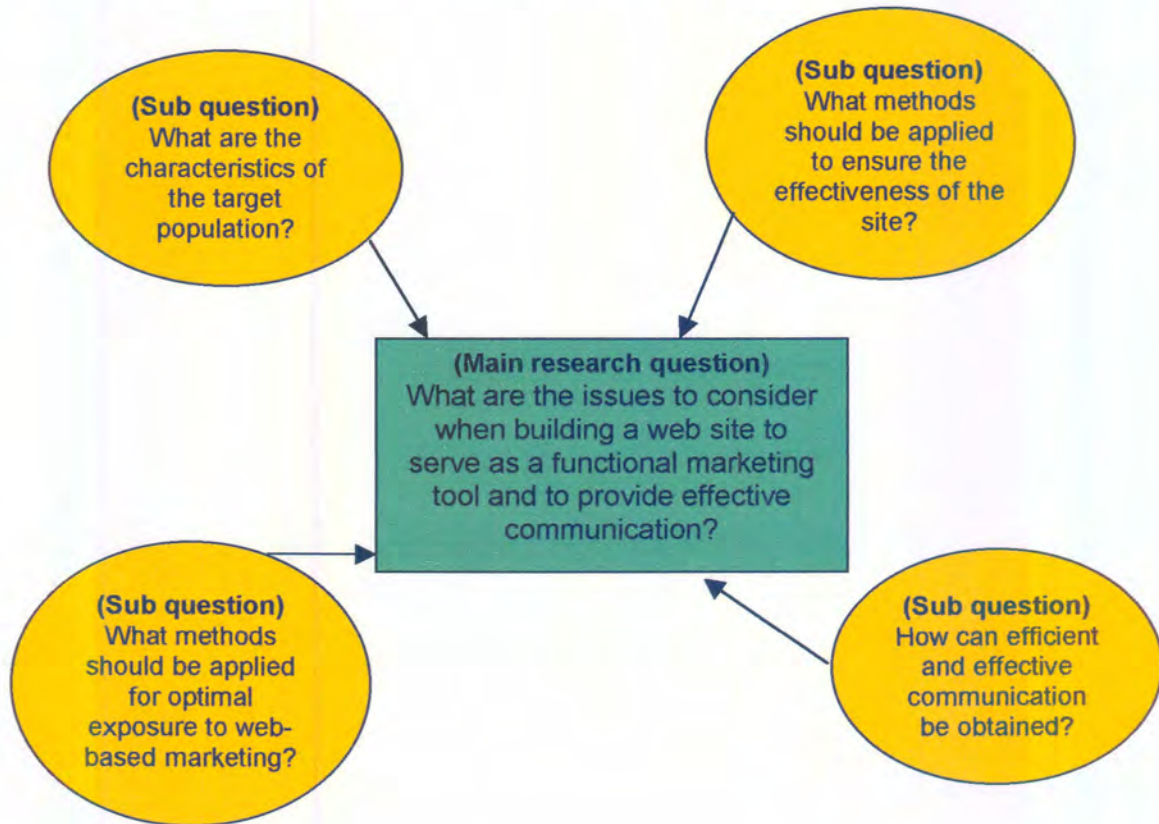 (Sub question)
What are the
characteristics of
the target
population?
(Sub question)
What methods
should be applied
to ensure the
effectiveness of the
site?
(Main research question)
What are the issues to consider
when building a web site to
serve as a functional marketing
tool and to provide effective
communication?
(Sub question)
What methods
should be applied
for optimal
exposure to web-
based marketing?
(Sub question)
How can efficient
and effective
communication
be obtained?